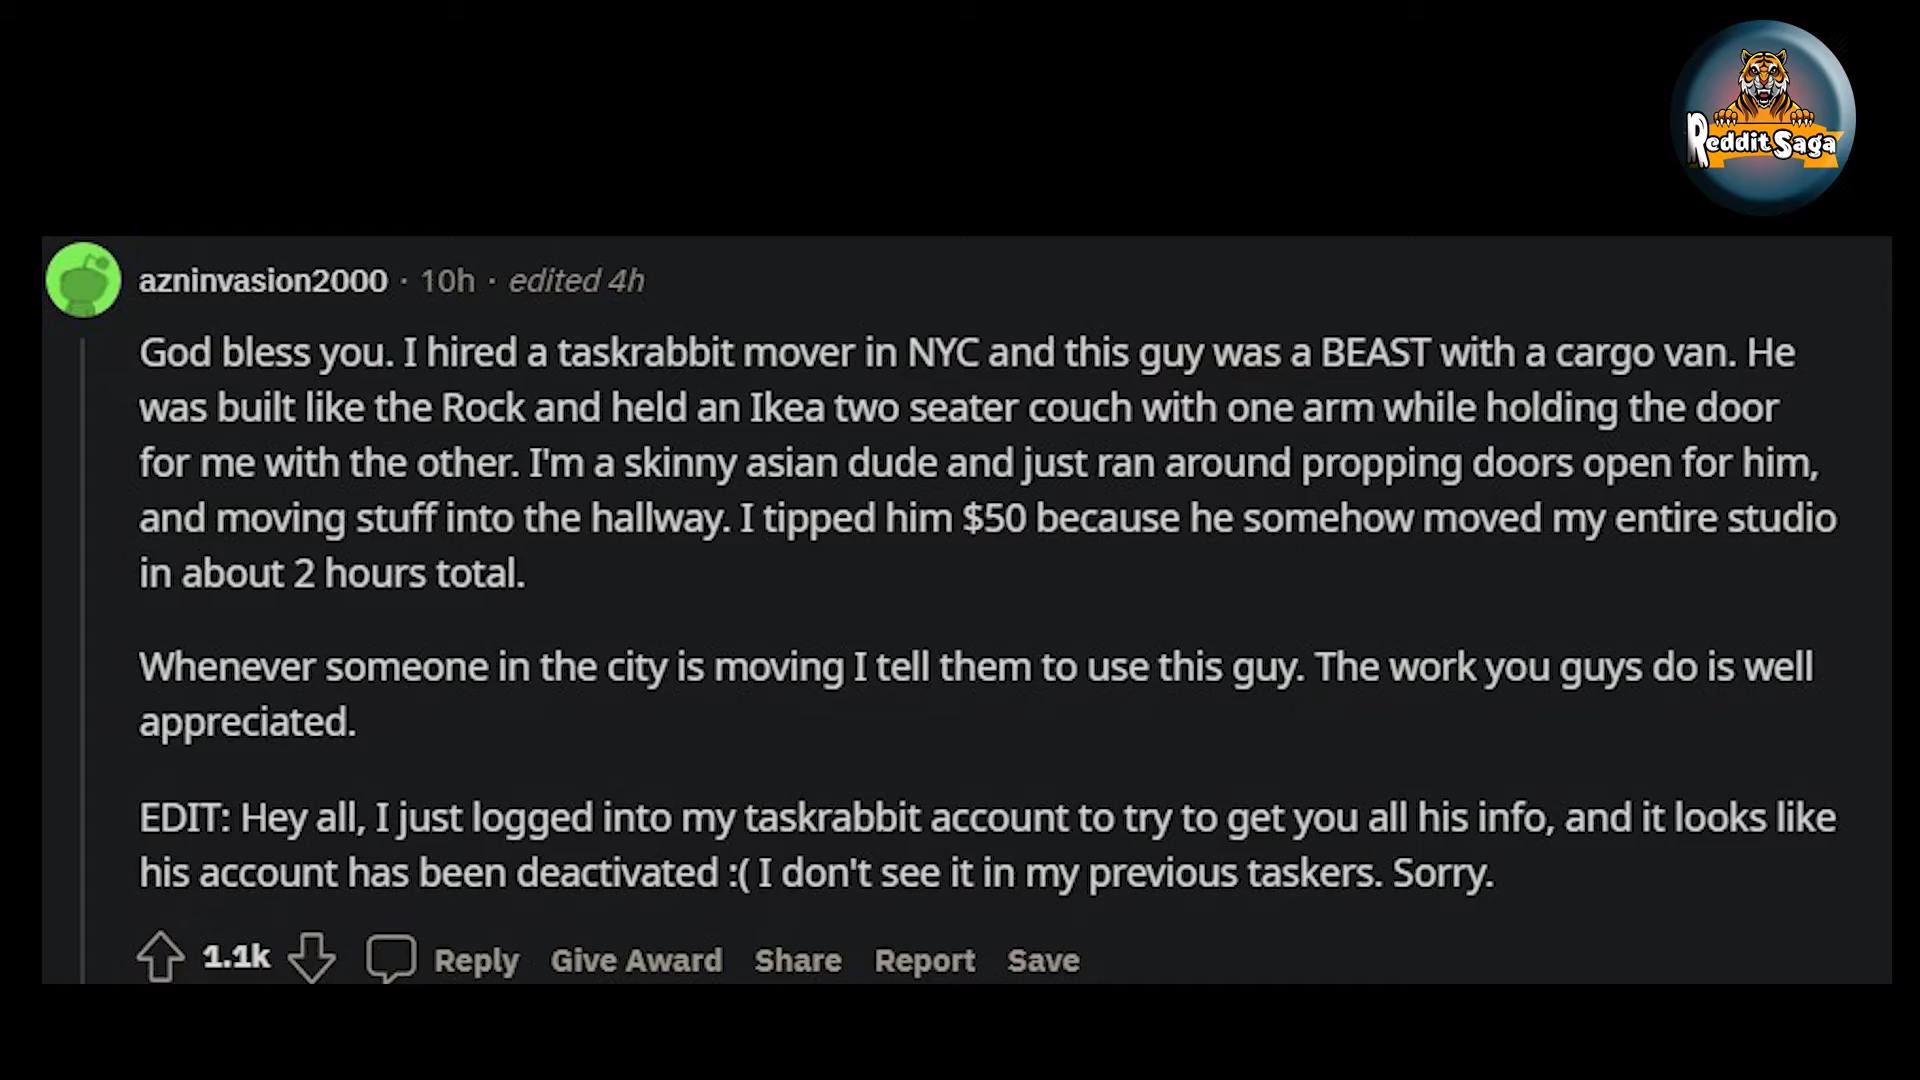 Reddit Saga
azninvasion2000 · 10h · edited 4h
God bless you. I hired a taskrabbit mover in NYC and this guy was a BEAST with a cargo van. He
was built like the Rock and held an Ikea two seater couch with one arm while holding the door
for me with the other. I'm a skinny asian dude and just ran around propping doors open for him,
and moving stuff into the hallway. I tipped him $50 because he somehow moved my entire studio
in about 2 hours total.
Whenever someone in the city is moving I tell them to use this guy. The work you guys do is well
appreciated.
EDIT: Hey all, I just logged into my taskrabbit account to try to get you all his info, and it looks like
his account has been deactivated :( I don't see it in my previous taskers. Sorry.
1.1k Reply Give Award Share Report Save